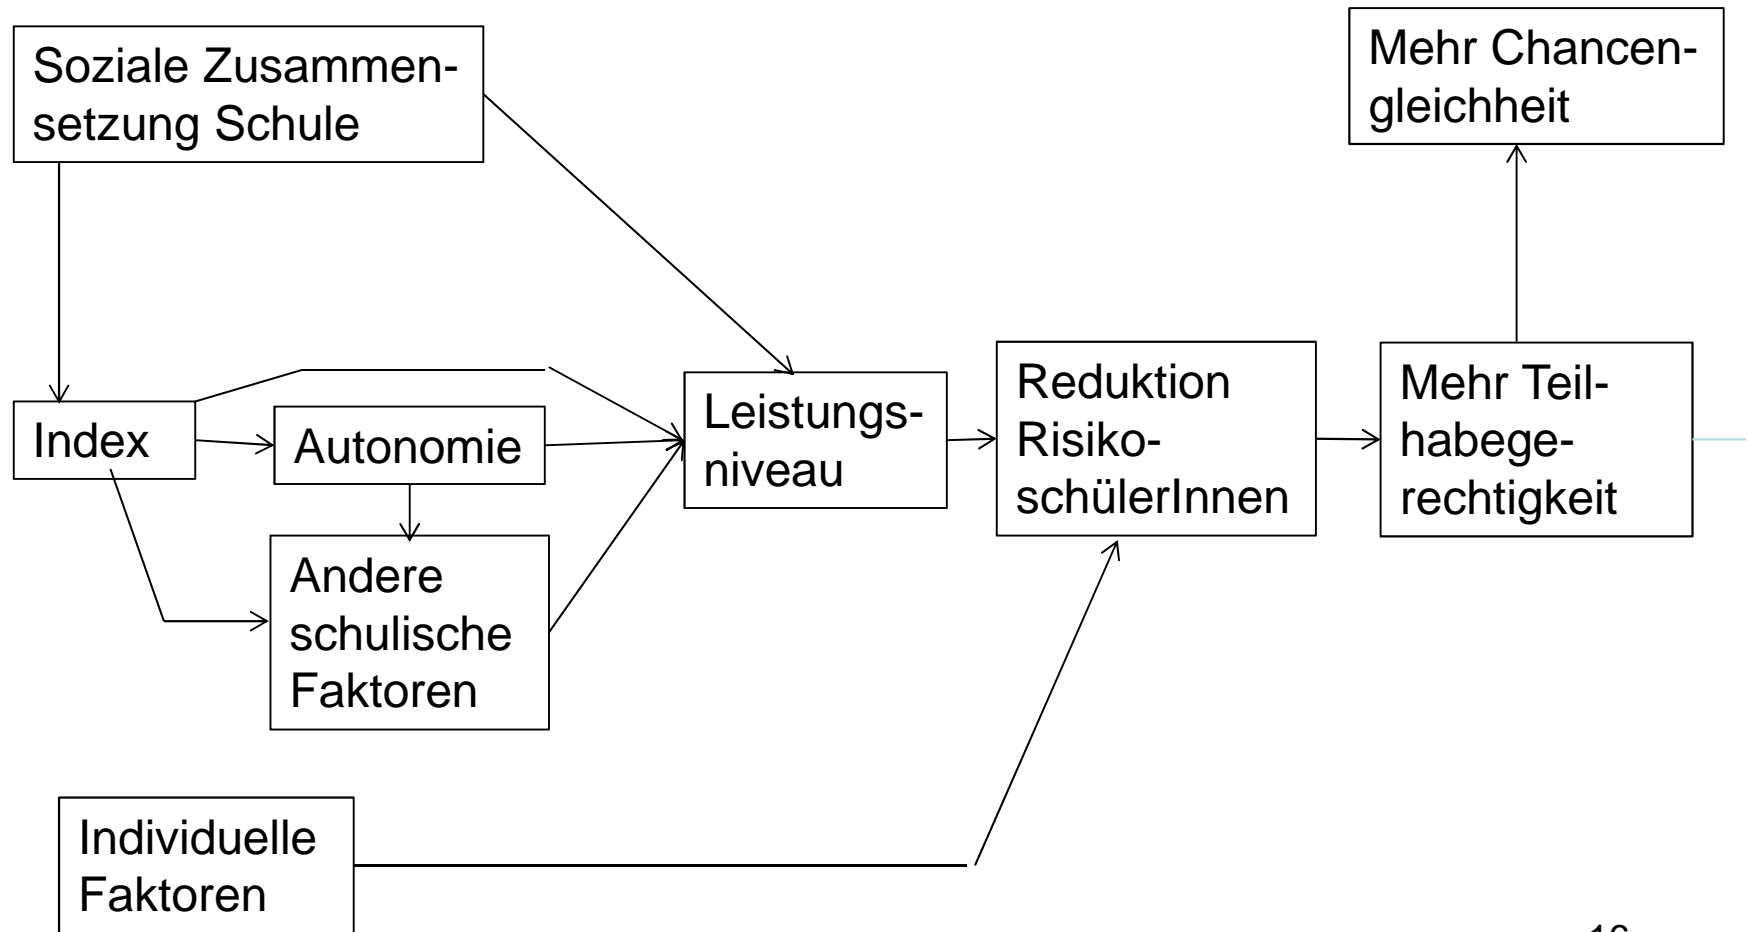 Soziale Zusammen-
setzung Schule
Mehr Chancen-
gleichheit
Index
Autonomie
Andere
schulische
Faktoren
Leistungs-
niveau
Reduktion
Risiko-
schülerInnen
Mehr Teil-
habege-
rechtigkeit
Individuelle
Faktoren